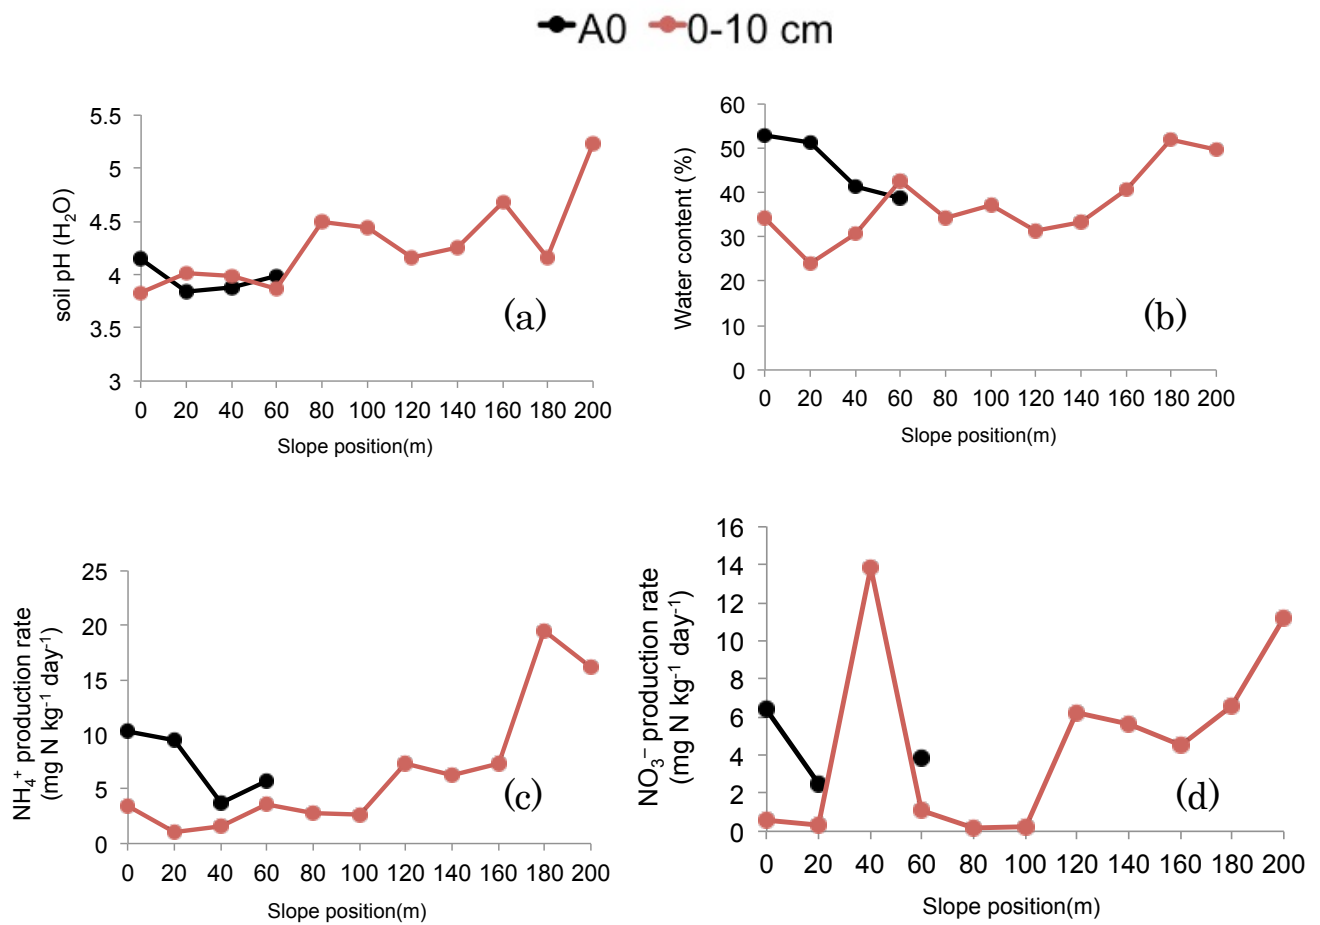 A0 0-10 cm
5.5
5
4.5
4
3.5
3
soil pH (H₂O)
(a)
0 20 40 60 80 100 120 140 160 180 200
Slope position(m)
60
50
40
30
20
10
0
Water content (%)
(b)
0 20 40 60 80 100 120 140 160 180 200
Slope position(m)
25
20
15
10
5
0
NH₄⁺ production rate
(mg N kg⁻¹ day⁻¹)
(c)
0 20 40 60 80 100 120 140 160 180 200
Slope position(m)
16
14
12
10
8
6
4
2
0
NO₃⁻ production rate
(mg N kg⁻¹ day⁻¹)
(d)
0 20 40 60 80 100 120 140 160 180 200
Slope position(m)